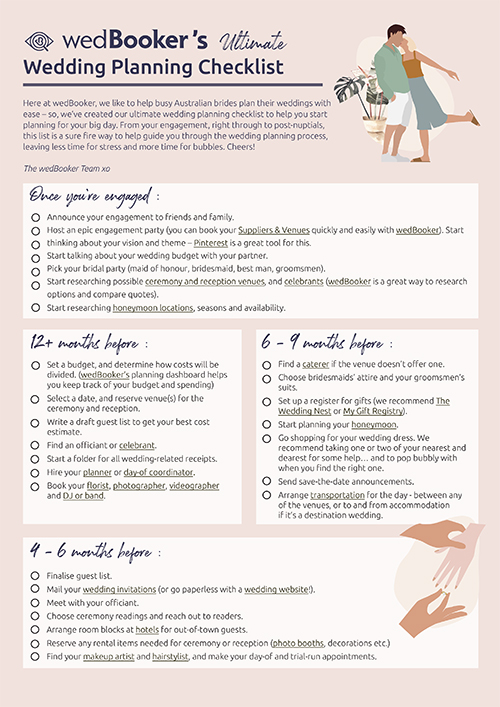 wedBooker's Ultimate
Wedding Planning Checklist
Here at wedBooker, we like to help busy Australian brides plan their weddings with
ease – so, we've created our ultimate wedding planning checklist to help you start
planning for your big day. From your engagement, right through to post-nuptials,
this list is a sure fire way to help guide you through the wedding planning process,
leaving less time for stress and more time for bubbles. Cheers!
The wedBooker Team xo
Once you're engaged :
Announce your engagement to friends and family.
Host an epic engagement party (you can book your Suppliers & Venues quickly and easily with wedBooker). Start
thinking about your vision and theme – Pinterest is a great tool for this.
Start talking about your wedding budget with your partner.
Pick your bridal party (maid of honour, bridesmaid, best man, groomsmen).
Start researching possible ceremony and reception venues, and celebrants (wedBooker is a great way to research
options and compare quotes).
Start researching honeymoon locations, seasons and availability.
12+ months before :
Set a budget, and determine how costs will be
divided. (wedBooker's planning dashboard helps
you keep track of your budget and spending)
Select a date, and reserve venue(s) for the
ceremony and reception.
Write a draft guest list to get your best cost
estimate.
Find an officiant or celebrant.
Start a folder for all wedding-related receipts.
Hire your planner or day-of coordinator.
Book your florist, photographer, videographer
and DJ or band.
6 - 9 months before :
Find a caterer if the venue doesn't offer one.
Choose bridesmaids' attire and your groomsmen's
suits.
Set up a register for gifts (we recommend The
Wedding Nest or My Gift Registry).
Start planning your honeymoon.
Go shopping for your wedding dress. We
recommend taking one or two of your nearest and
dearest for some help... and to pop bubbly with
when you find the right one.
Send save-the-date announcements.
Arrange transportation for the day - between any
of the venues, or to and from accommodation
if it's a destination wedding.
4 - 6 months before :
Finalise guest list.
Mail your wedding invitations (or go paperless with a wedding website!).
Meet with your officiant.
Choose ceremony readings and reach out to readers.
Arrange room blocks at hotels for out-of-town guests.
Reserve any rental items needed for ceremony or reception (photo booths, decorations etc.)
Find your makeup artist and hairstylist, and make your day-of and trial-run appointments.